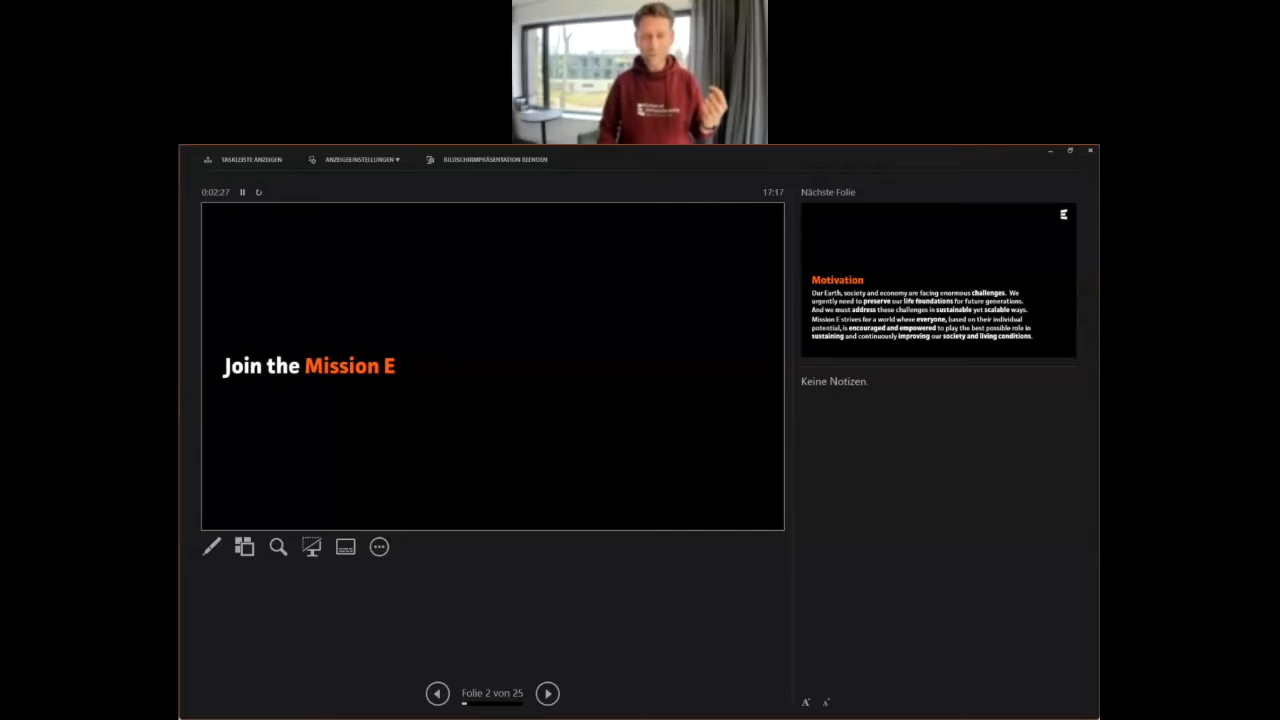 TASKLEISTE ANZEIGEN
ANZEIGEEINSTELLUNGEN ▼
BILDSCHIRMPRÄSENTATION BEENDEN
0:02:27
17:17
Nächste Folie
Join the Mission E
Motivation
Our Earth, society and economy are facing enormous challenges. We
urgently need to preserve our life foundations for future generations.
And we must address these challenges in sustainable yet scalable ways.
Mission E strives for a world where everyone, based on their individual
potential, is encouraged and empowered to play the best possible role in
sustaining and continuously improving our society and living conditions.
Keine Notizen.
Folie 2 von 25
A A